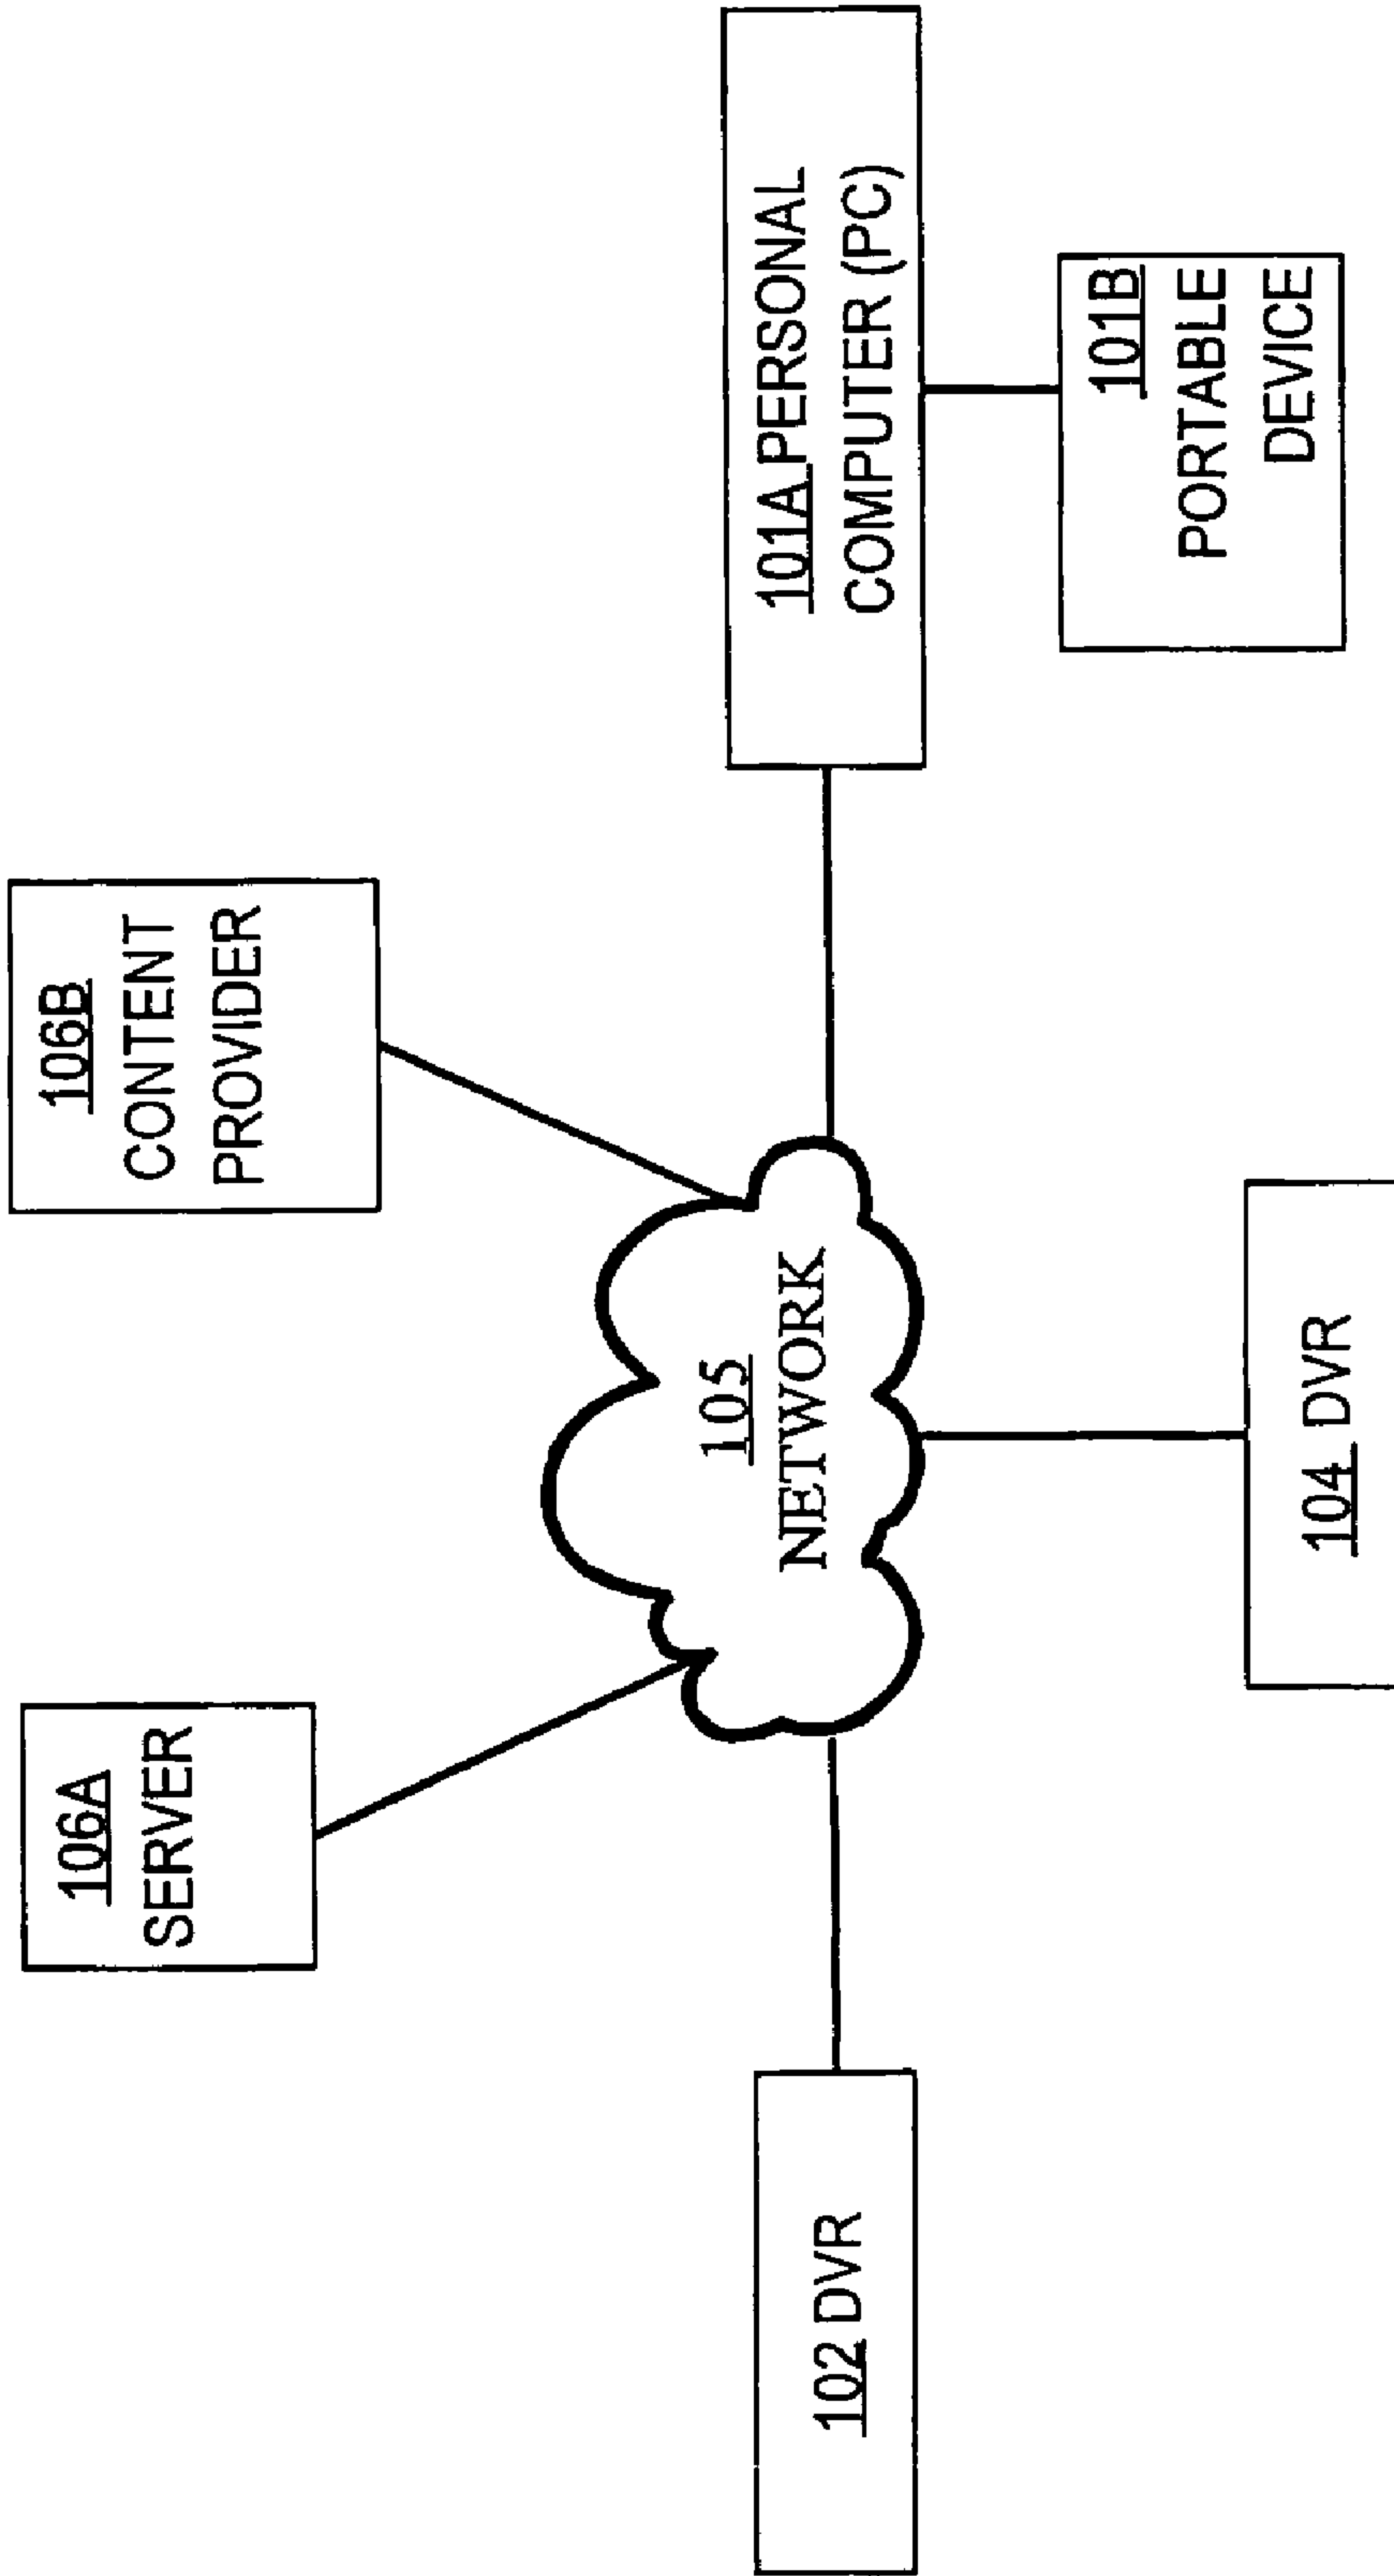 106A
SERVER
106B
CONTENT
PROVIDER
105
NETWORK
102 DVR
101A PERSONAL
COMPUTER (PC)
101B
PORTABLE
DEVICE
104 DVR